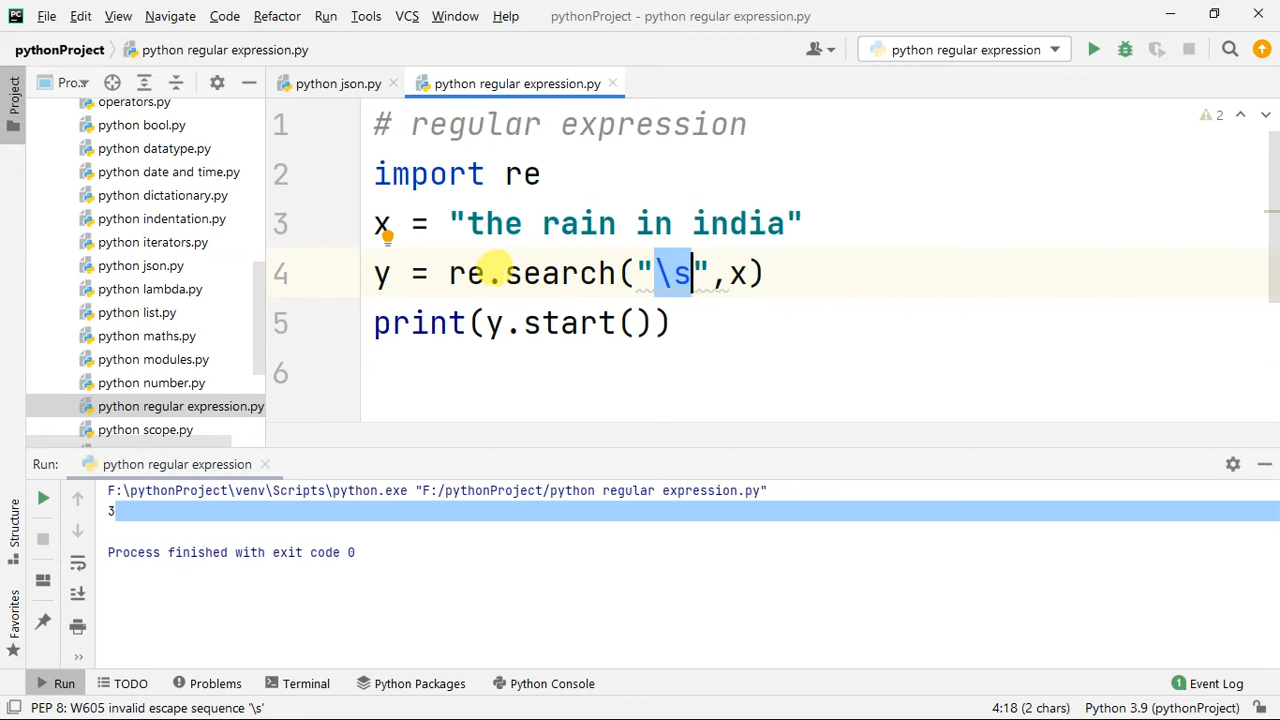 File Edit View Navigate Code Refactor Run Tools VCS Window Help pythonProject - python regular expression.py
pythonProject python regular expression.py python regular expression
Project
Pro... python json.py python regular expression.py
operators.py
python bool.py
python datatype.py
python date and time.py
python dictationary.py
python indentation.py
python iterators.py
python json.py
python lambda.py
python list.py
python maths.py
python modules.py
python number.py
python regular expression.py
python scope.py
2
1 # regular expression
2 import re
3 x = "the rain in india"
4 y = re.search("\s",x)
5 print(y.start())
6
Run: python regular expression
F:\pythonProject\venv\Scripts\python.exe "F:/pythonProject/python regular expression.py"
3
Process finished with exit code 0
Structure
Favorites
Run TODO Problems Terminal Python Packages Python Console 1 Event Log
PEP 8: W605 invalid escape sequence '\s' 4:18 (2 chars) Python 3.9 (pythonProject)